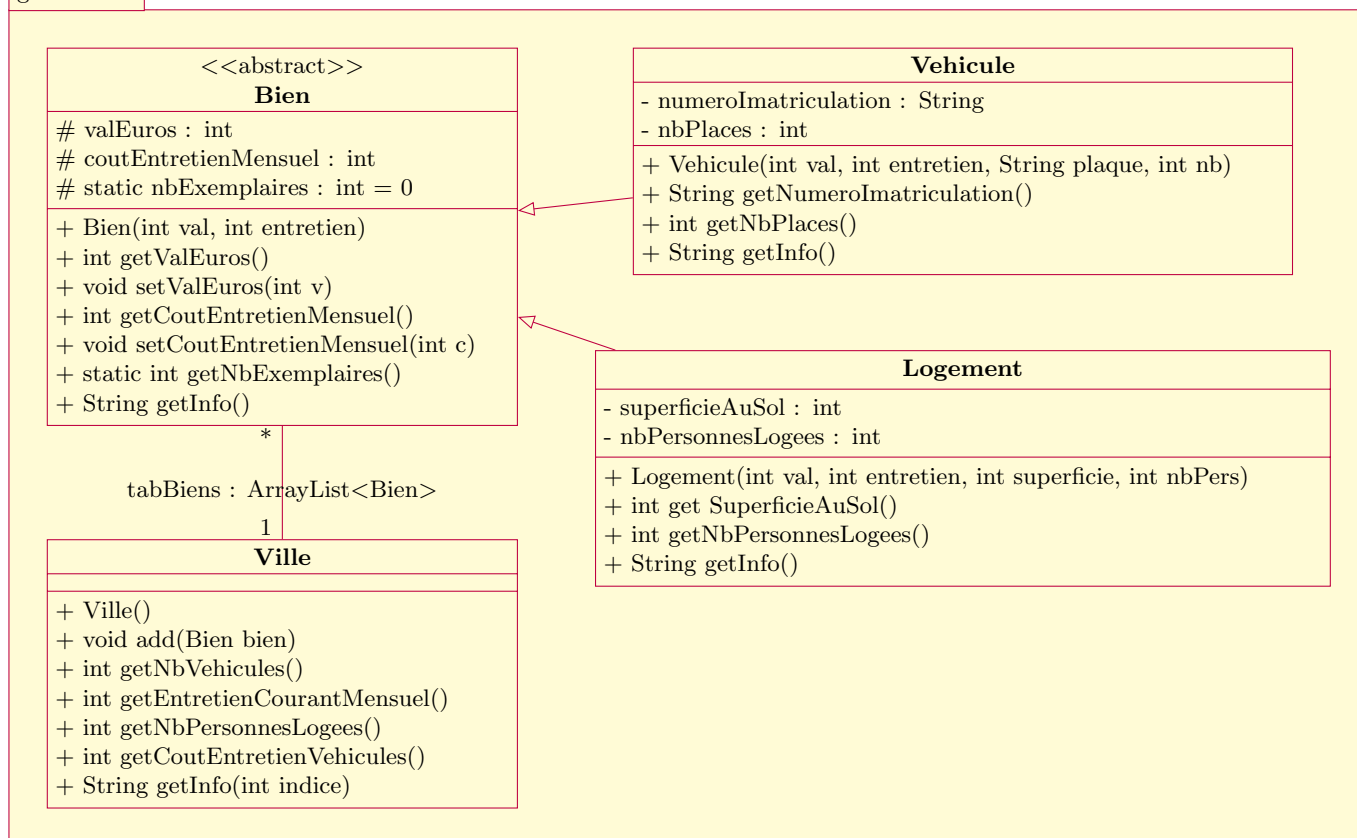 <<abstract>>
Bien
# valEuros : int
# coutEntretienMensuel : int
# static nbExemplaires : int = 0
+ Bien(int val, int entretien)
+ int getValEuros()
+ void setValEuros(int v)
+ int getCoutEntretienMensuel()
+ void setCoutEntretienMensuel(int c)
+ static int getNbExemplaires()
+ String getInfo()
Vehicule
- numeroImatriculation : String
- nbPlaces : int
+ Vehicule(int val, int entretien, String plaque, int nb)
+ String getNumeroImatriculation()
+ int getNbPlaces()
+ String getInfo()
Logement
- superficieAuSol : int
- nbPersonnesLogees : int
+ Logement(int val, int entretien, int superficie, int nbPers)
+ int get SuperficieAuSol()
+ int getNbPersonnesLogees()
+ String getInfo()
*
tabBiens : ArrayList<Bien>
1
Ville
+ Ville()
+ void add(Bien bien)
+ int getNbVehicules()
+ int getEntretienCourantMensuel()
+ int getNbPersonnesLogees()
+ int getCoutEntretienVehicules()
+ String getInfo(int indice)